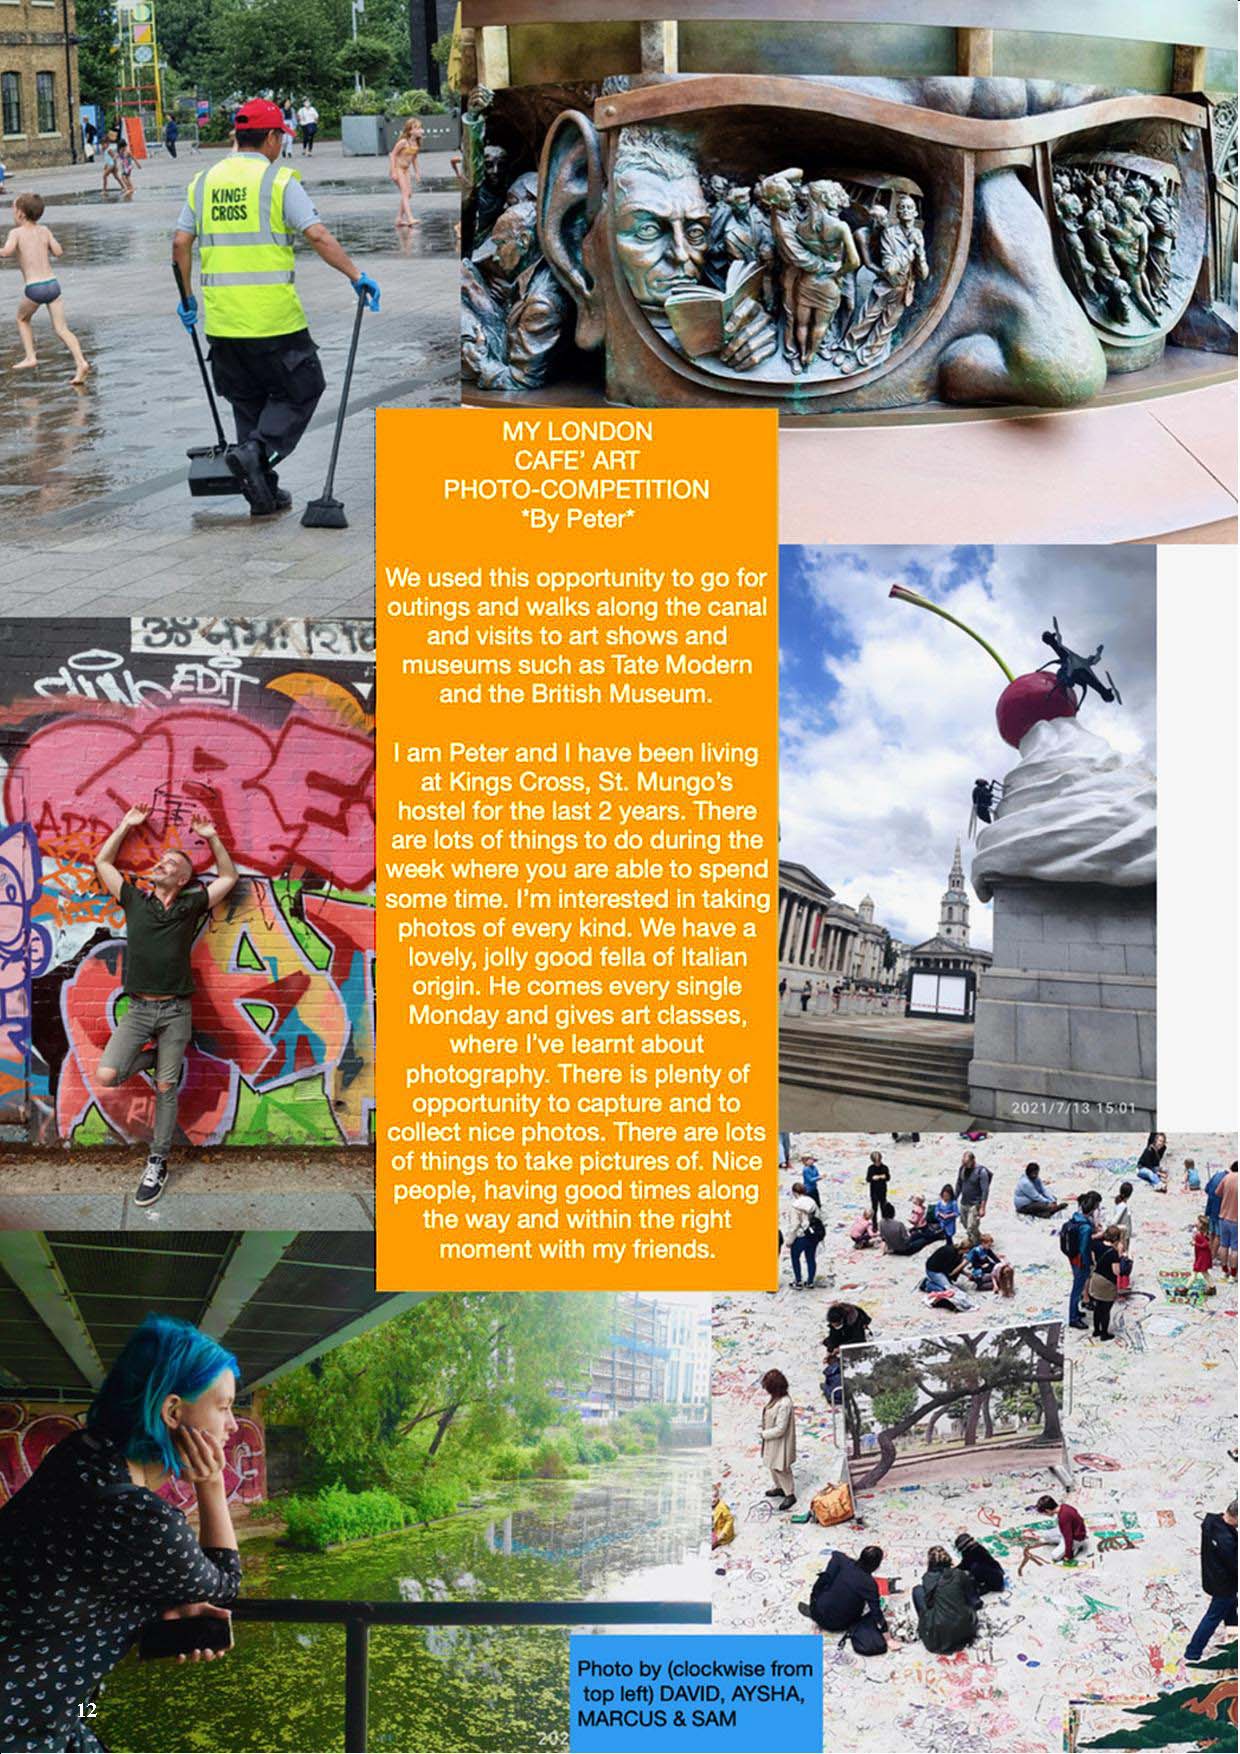 KING'S
CROSS
ॐ नमः शिवा
EDIT
MY LONDON
CAFE’ ART
PHOTO-COMPETITION
*By Peter*
We used this opportunity to go for
outings and walks along the canal
and visits to art shows and
museums such as Tate Modern
and the British Museum.
I am Peter and I have been living
at Kings Cross, St. Mungo’s
hostel for the last 2 years. There
are lots of things to do during the
week where you are able to spend
some time. I’m interested in taking
photos of every kind. We have a
lovely, jolly good fella of Italian
origin. He comes every single
Monday and gives art classes,
where I’ve learnt about
photography. There is plenty of
opportunity to capture and to
collect nice photos. There are lots
of things to take pictures of. Nice
people, having good times along
the way and within the right
moment with my friends.
2021/7/13 15:01
Photo by (clockwise from
top left) DAVID, AYSHA,
MARCUS & SAM
12
202